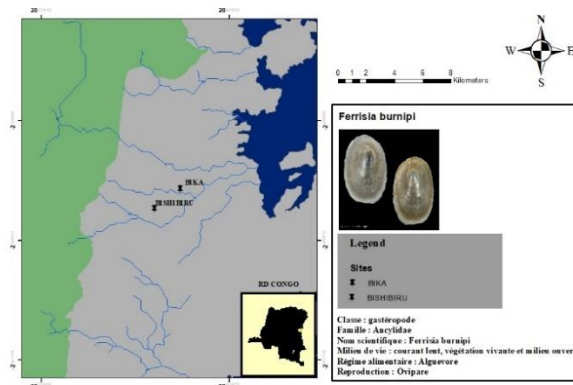 N
W E
S
0 1 2 4 6 8
Kilometers
BIKA
BISHIBIRU
RD CONGO
Ferrisia burnipi
Legend
Sites
BIKA
BISHIBIRU
Classe : gastéropode
Famille : Ancylidae
Nom scientifique : Ferrisia burnipi
Milieu de vie : courant lent, végétation vivante et milieu ouver
Régime alimentaire : Alguevore
Reproduction : Ovipare